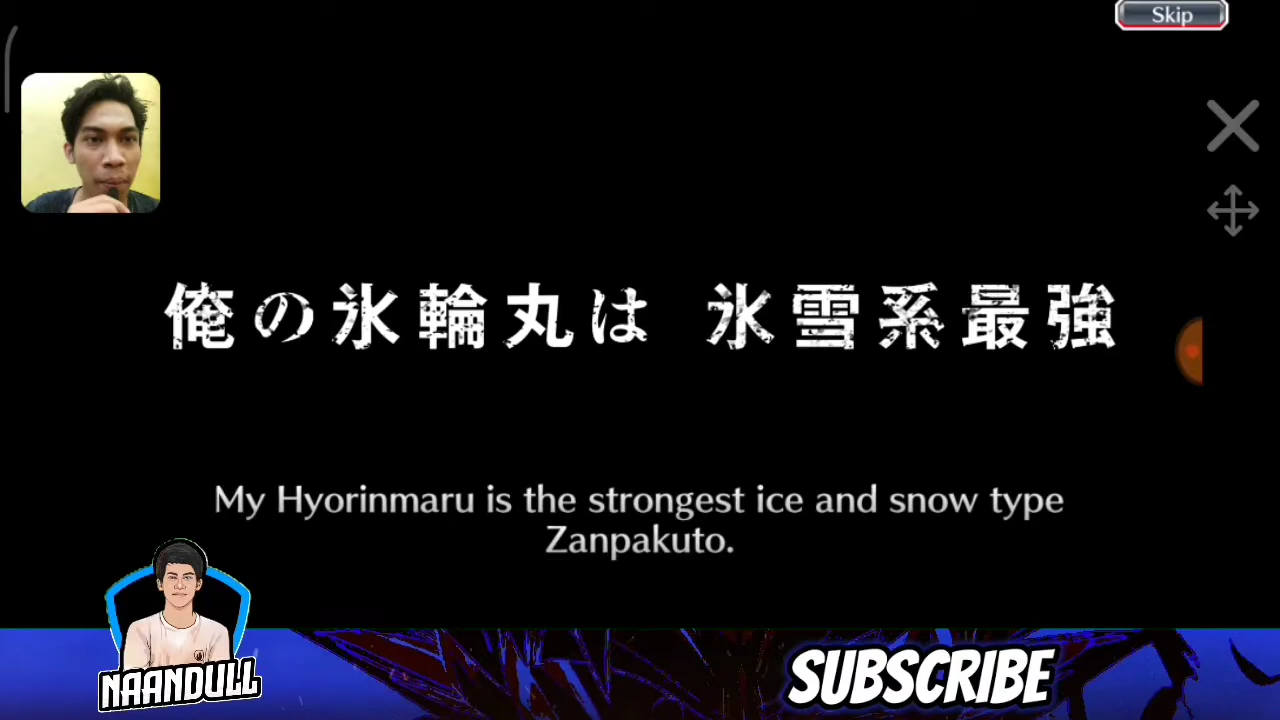 Skip
俺の氷輪丸は 氷雪系最強
My Hyorinmaru is the strongest ice and snow type
Zanpakuto.
NAANDULL
SUBSCRIBE